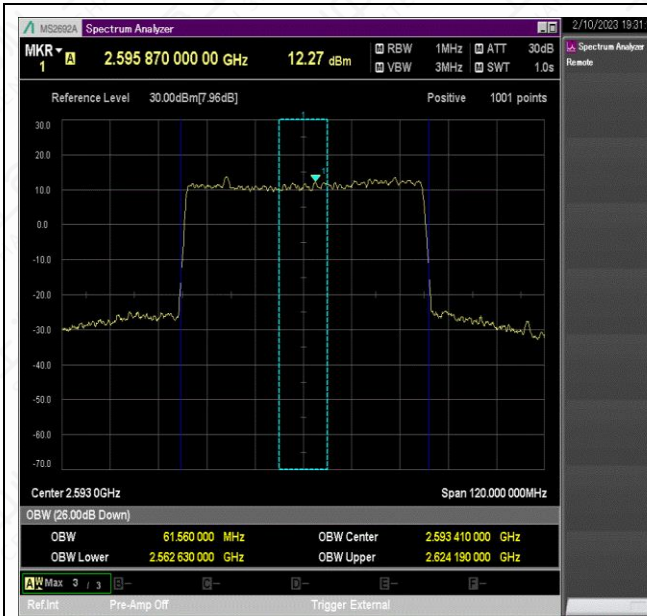 MS2692A Spectrum Analyzer
2/10/2023 19:31:
MKR 1 A 2.595 870 000 00 GHz 12.27 dBm RBW 1MHz ATT 30dB
VBW 3MHz SWT 1.0s
Spectrum Analyzer
Remote
Reference Level 30.00dBm[7.96dB] Positive 1001 points
30.0
20.0
10.0
0.0
-10.0
-20.0
-30.0
-40.0
-50.0
-60.0
-70.0
1
Center 2.593 0GHz Span 120.000 000MHz
OBW (26.00dB Down)
OBW 61.560 000 MHz OBW Center 2.593 410 000 GHz
OBW Lower 2.562 630 000 GHz OBW Upper 2.624 190 000 GHz
A W Max 3 / 3 B- C- D- E- F-
Ref.Int Pre-Amp Off Trigger External